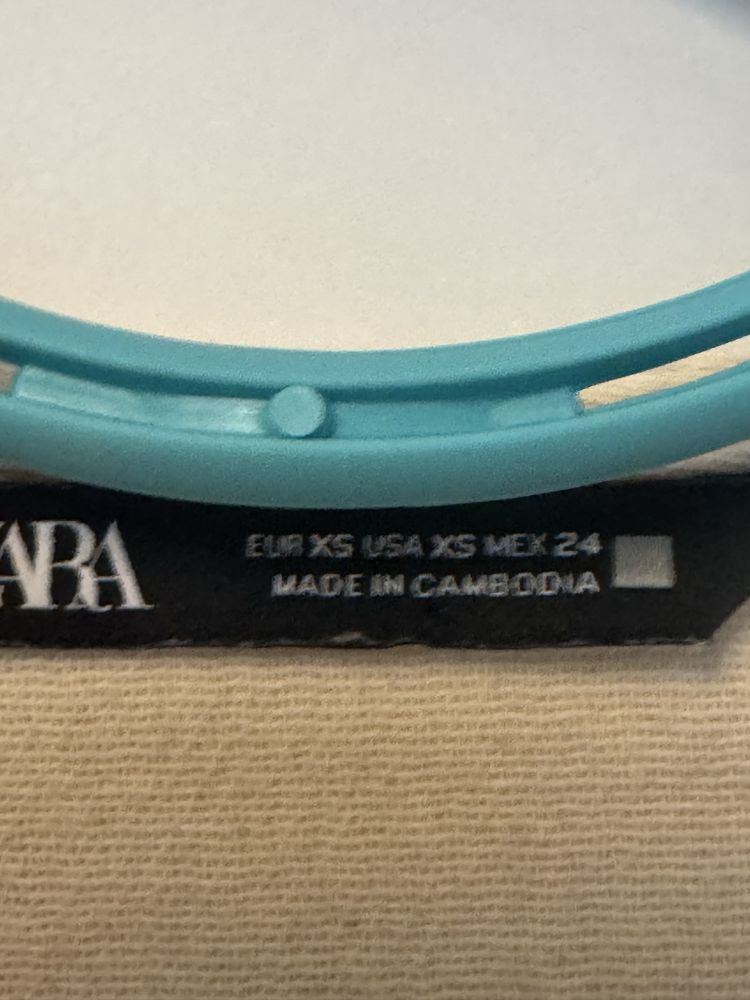 ZARA
EUR XS USA XS MEX 24
MADE IN CAMBODIA